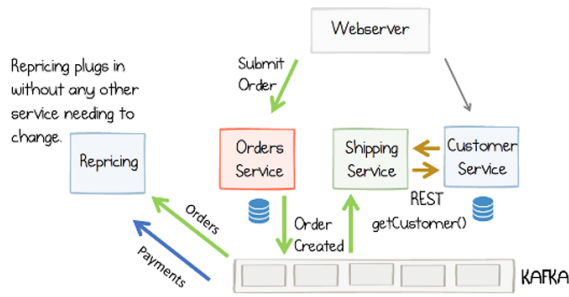 Webserver
Submit
Order
Repricing plugs in
without any other
service needing to
change.
Repricing
Orders
Service
Shipping
Service
Customer
Service
REST
getCustomer()
Order
Created
Orders
Payments
KAFKA